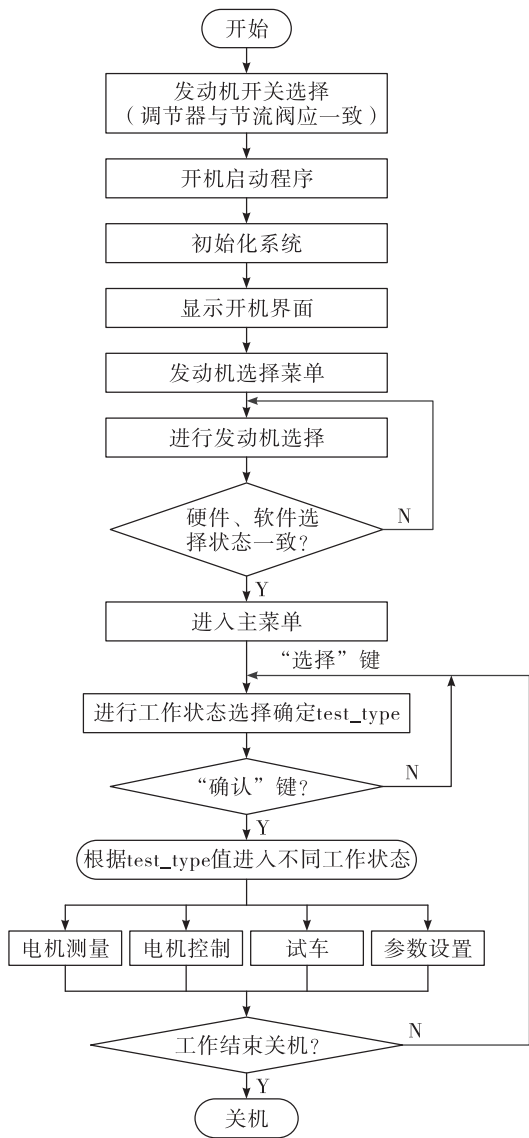 开始
发动机开关选择
（调节器与节流阀应一致）
开机启动程序
初始化系统
显示开机界面
发动机选择菜单
进行发动机选择
硬件、软件选
择状态一致？
N
Y
进入主菜单
“选择”键
进行工作状态选择确定test_type
“确认”键？
N
Y
根据test_type值进入不同工作状态
电机测量 电机控制 试车 参数设置
工作结束关机？
N
Y
关机